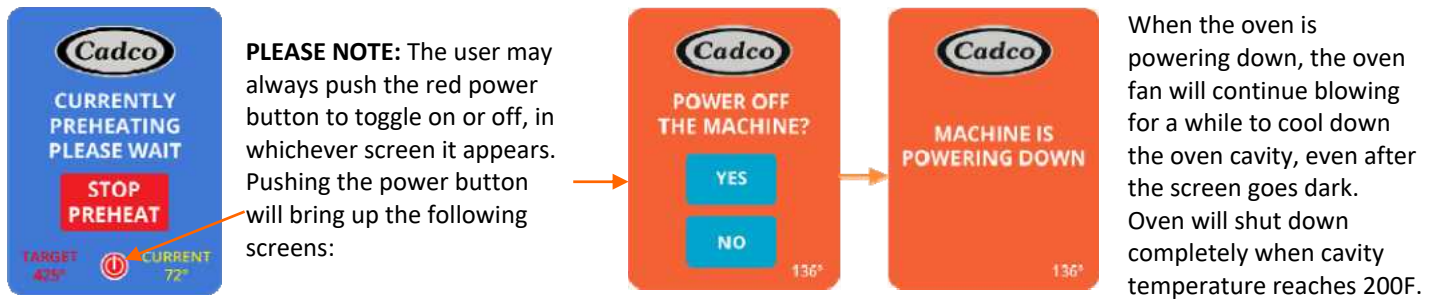 Cadco
CURRENTLY
PREHEATING
PLEASE WAIT
STOP
PREHEAT
TARGET
425°
CURRENT
72°
PLEASE NOTE: The user may
always push the red power
button to toggle on or off, in
whichever screen it appears.
Pushing the power button
will bring up the following
screens:
Cadco
POWER OFF
THE MACHINE?
YES
NO
136°
Cadco
MACHINE IS
POWERING DOWN
136°
When the oven is
powering down, the oven
fan will continue blowing
for a while to cool down
the oven cavity, even after
the screen goes dark.
Oven will shut down
completely when cavity
temperature reaches 200F.